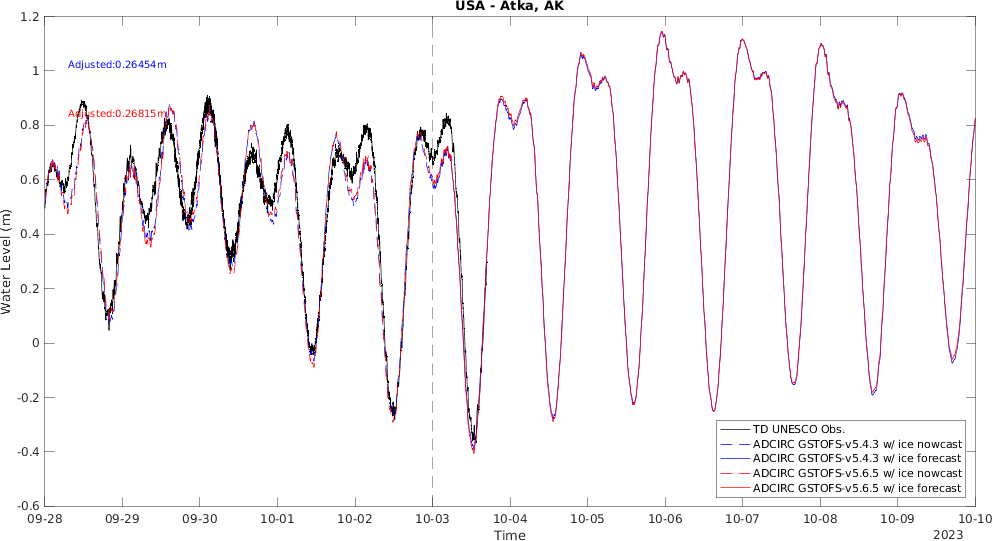 USA - Atka, AK
Water Level (m)
1.2
1
0.8
0.6
0.4
0.2
0
-0.2
-0.4
-0.6
Adjusted:0.26454m
Adjusted:0.26815m
TD UNESCO Obs.
ADCIRC GSTOFS-v5.4.3 w/ ice nowcast
ADCIRC GSTOFS-v5.4.3 w/ ice forecast
ADCIRC GSTOFS-v5.6.5 w/ ice nowcast
ADCIRC GSTOFS-v5.6.5 w/ ice forecast
09-28 09-29 09-30 10-01 10-02 10-03 10-04 10-05 10-06 10-07 10-08 10-09 10-10
Time
2023